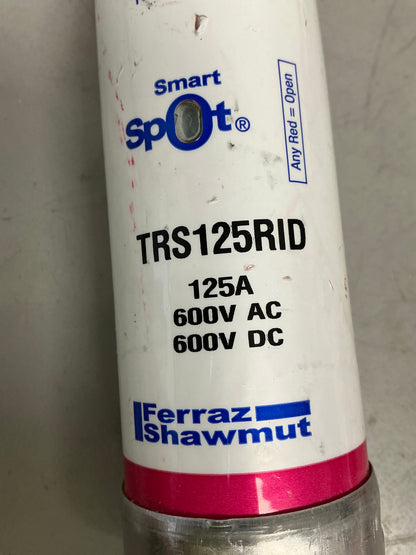 Smart
Spot®
Any Red = Open
TRS125RID
125A
600V AC
600V DC
Ferraz
Shawmut